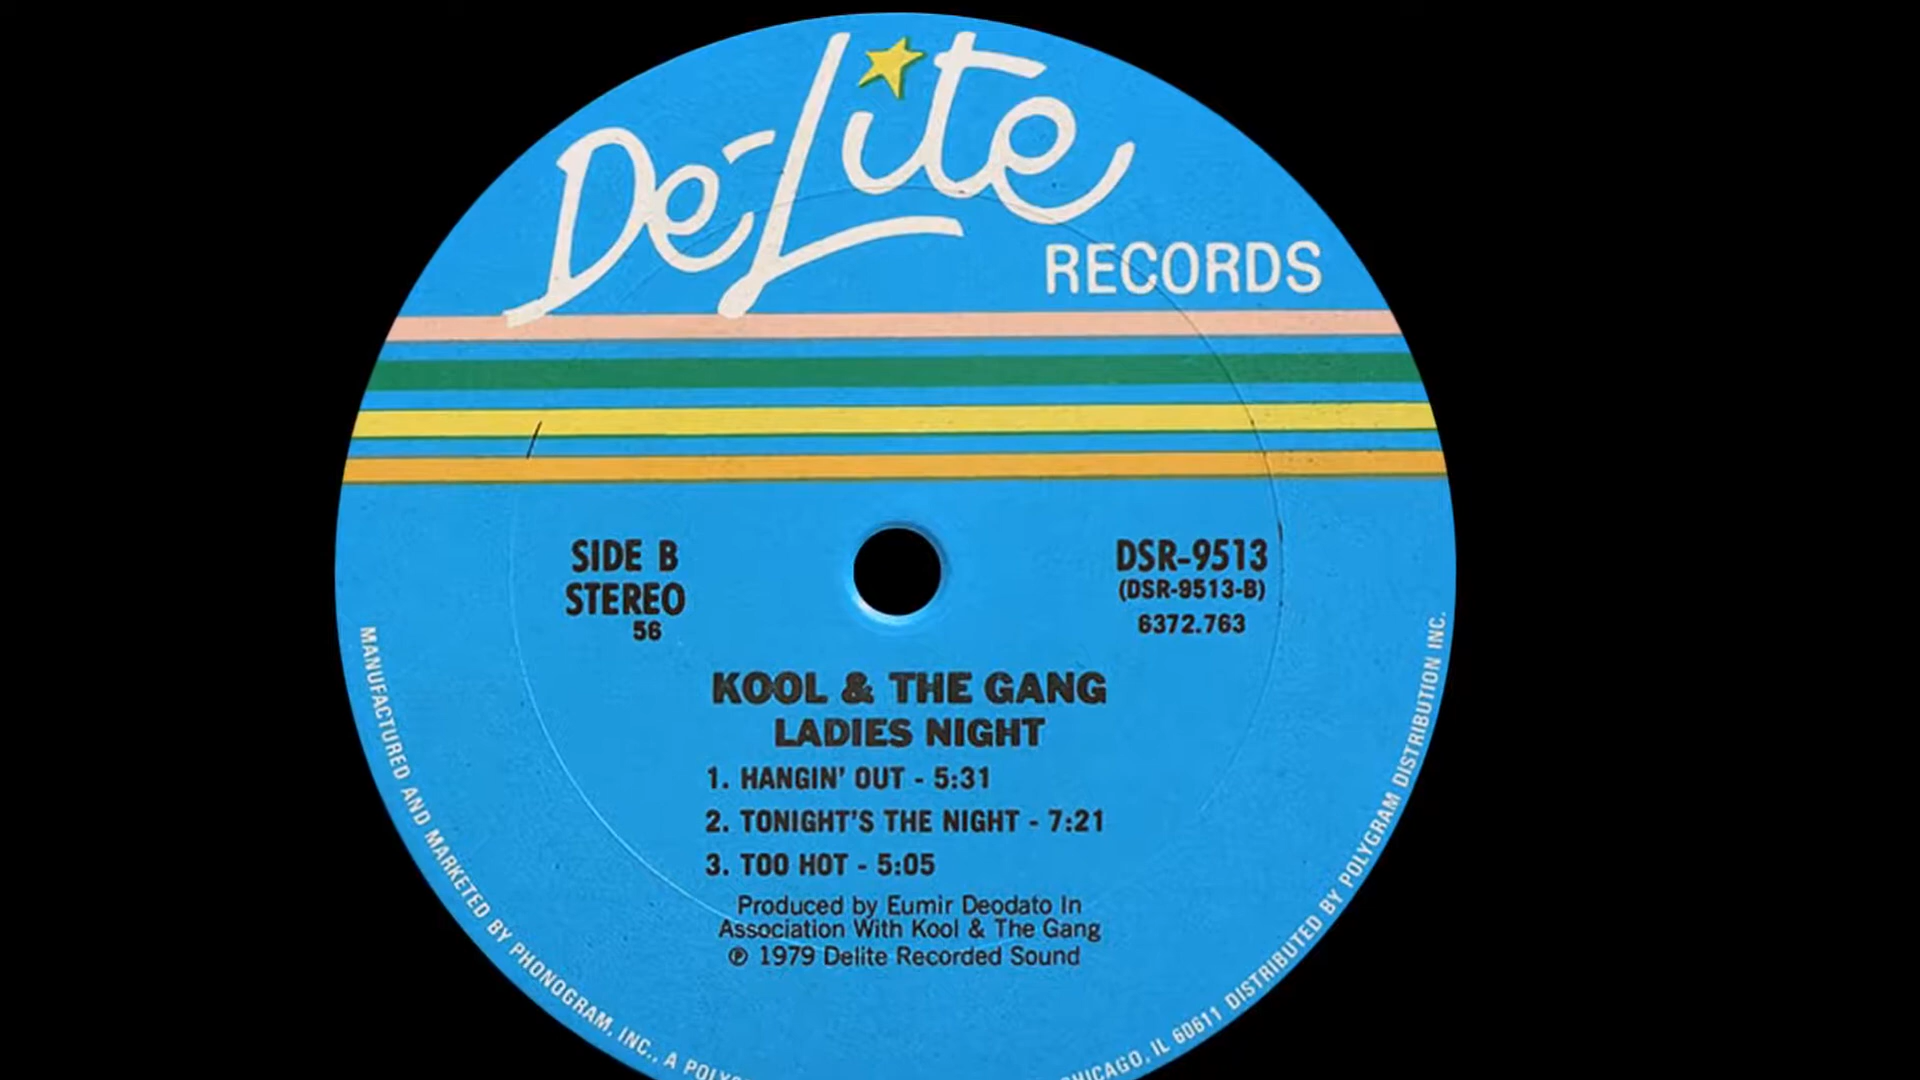 De-Lite
RECORDS
SIDE B
STEREO
56
DSR-9513
(DSR-9513-B)
6372.763
KOOL & THE GANG
LADIES NIGHT
1. HANGIN' OUT - 5:31
2. TONIGHT'S THE NIGHT - 7:21
3. TOO HOT - 5:05
Produced by Eumir Deodato In
Association With Kool & The Gang
℗ 1979 Delite Recorded Sound
MANUFACTURED AND MARKETED BY PHONOGRAM, INC., A
IL 60611 DISTRIBUTED BY POLYGRAM DISTRIBUTION INC.